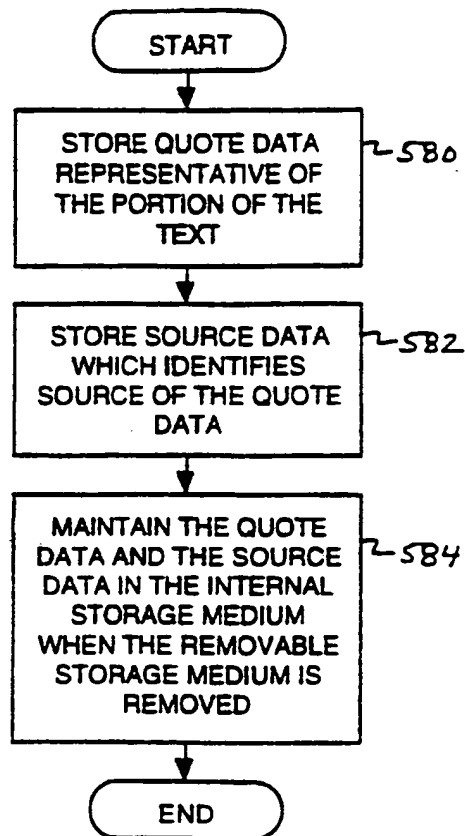 START
STORE QUOTE DATA
REPRESENTATIVE OF
THE PORTION OF THE
TEXT
580
STORE SOURCE DATA
WHICH IDENTIFIES
SOURCE OF THE QUOTE
DATA
582
MAINTAIN THE QUOTE
DATA AND THE SOURCE
DATA IN THE INTERNAL
STORAGE MEDIUM
WHEN THE REMOVABLE
STORAGE MEDIUM IS
REMOVED
584
END